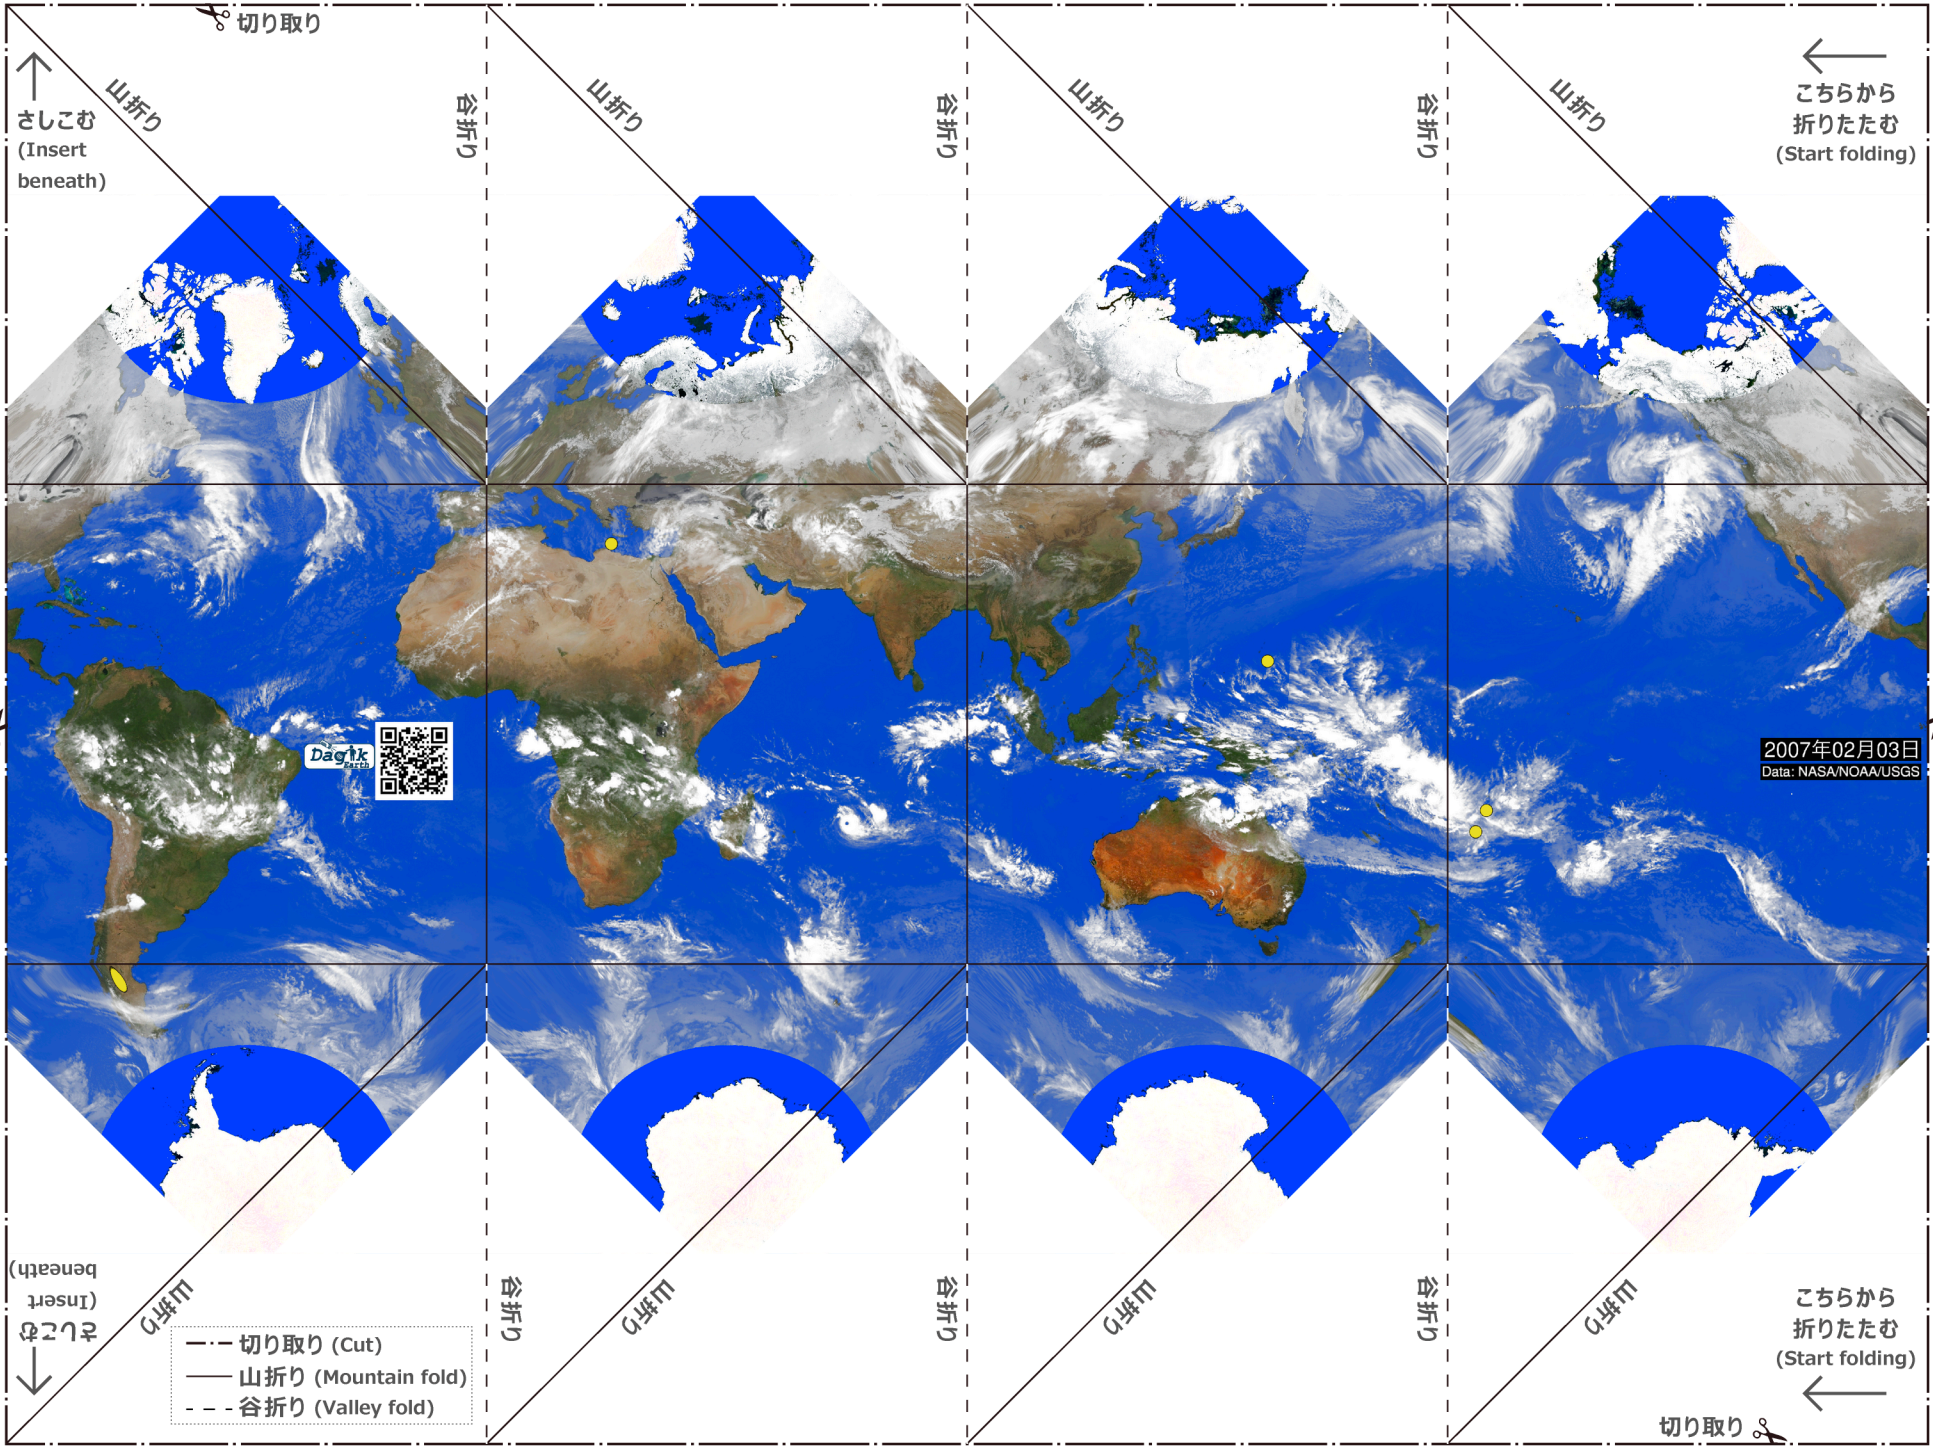 切り取り
山折り
谷折り
山折り
谷折り
山折り
谷折り
山折り
さしこむ
(Insert
beneath)
こちらから
折りたたむ
(Start folding)
Dagik
Earth
2007年02月03日
Data: NASA/NOAA/USGS
さしこむ
(Insert
beneath)
山折り
谷折り
山折り
谷折り
山折り
谷折り
山折り
こちらから
折りたたむ
(Start folding)
切り取り (Cut)
山折り (Mountain fold)
谷折り (Valley fold)
切り取り